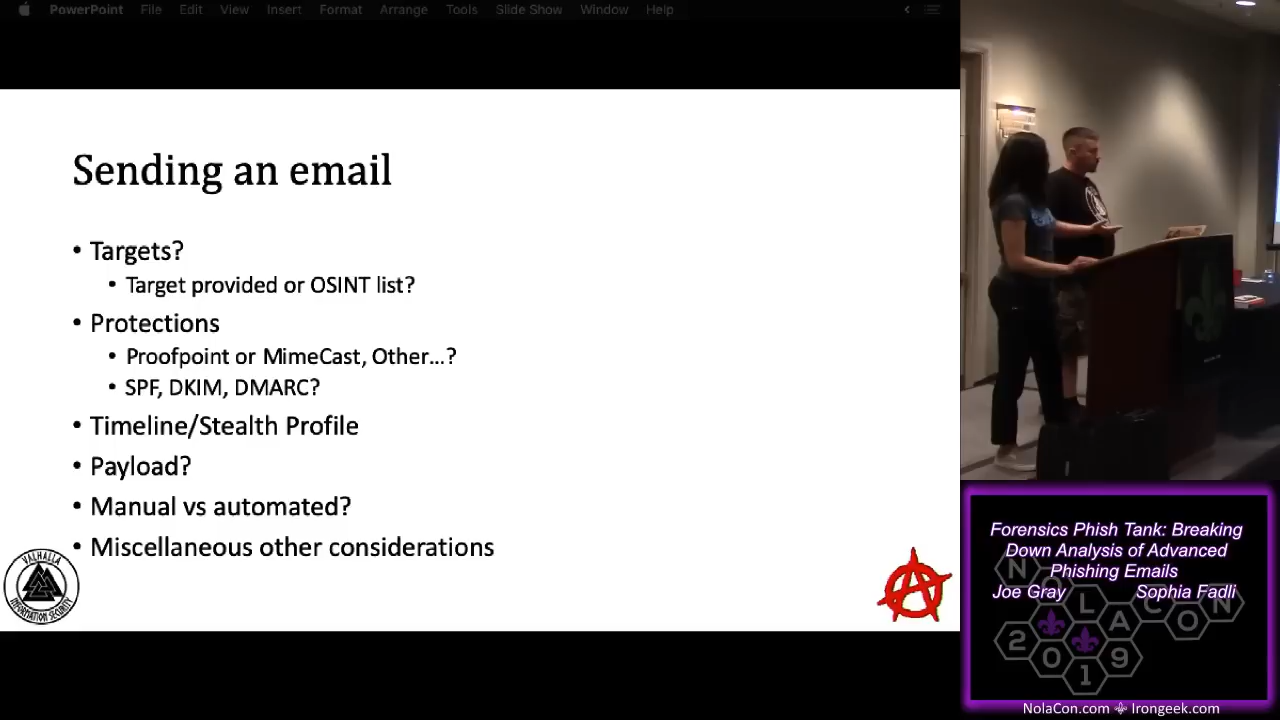 PowerPoint File Edit View Insert Format Arrange Tools Slide Show Window Help
Sending an email
• Targets?
• Target provided or OSINT list?
• Protections
• Proofpoint or MimeCast, Other...?
• SPF, DKIM, DMARC?
• Timeline/Stealth Profile
• Payload?
• Manual vs automated?
• Miscellaneous other considerations
VALHALLA
INFORMATION SECURITY
Forensics Phish Tank: Breaking
Down Analysis of Advanced
Phishing Emails
Joe Gray Sophia Fadli
NOLACON
2019
NolaCon.com Irongeek.com